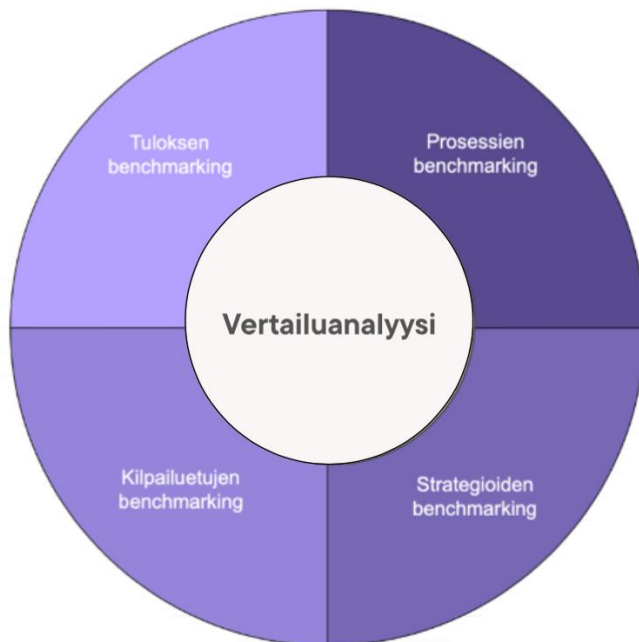 Tuloksen
benchmarking
Prosessien
benchmarking
Vertailuanalyysi
Kilpailuetujen
benchmarking
Strategioiden
benchmarking